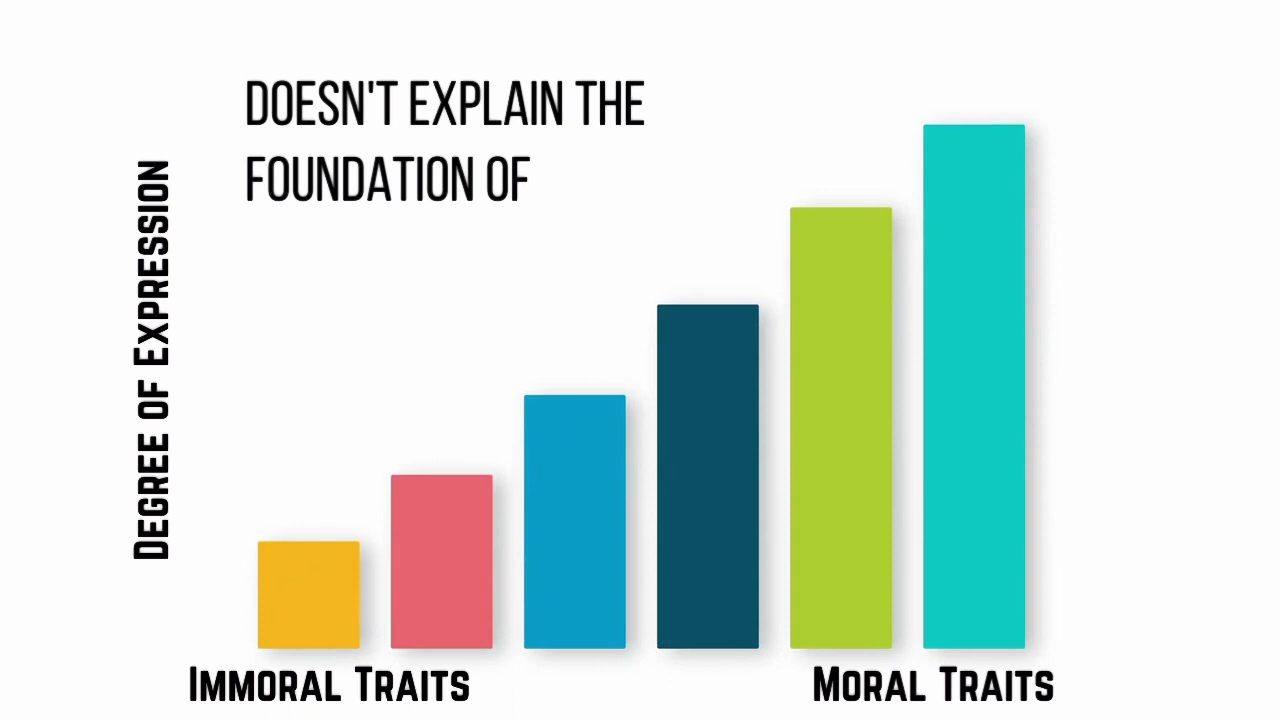 DOESN'T EXPLAIN THE
FOUNDATION OF
DEGREE OF EXPRESSION
IMMORAL TRAITS
MORAL TRAITS